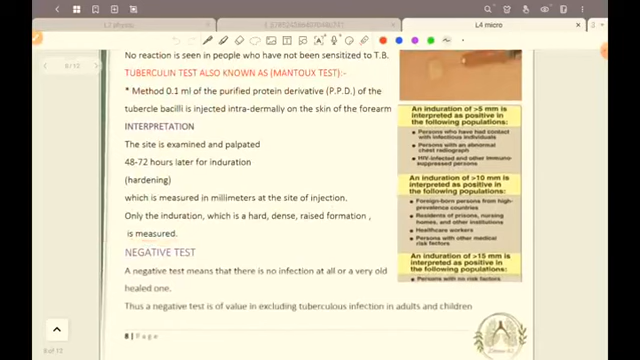 L7 physio
L4 micro
8/12
No reaction is seen in people who have not been sensitized to T.B.
TUBERCULIN TEST ALSO KNOWN AS (MANTOUX TEST):-
* Method 0.1 ml of the purified protein derivative (P.P.D.) of the
tubercle bacilli is injected intra-dermally on the skin of the forearm
INTERPRETATION
The site is examined and palpated
48-72 hours later for induration
(hardening)
which is measured in millimeters at the site of injection.
Only the induration, which is a hard, dense, raised formation ,
is measured.
NEGATIVE TEST
A negative test means that there is no infection at all or a very old
healed one.
Thus a negative test is of value in excluding tuberculous infection in adults and children
8 | Page
An induration of >5 mm is
interpreted as positive in
the following populations:
Persons who have had contact
with infectious individuals
Persons with an abnormal
chest radiograph
HIV-infected and other immuno-
suppressed persons
An induration of >10 mm is
interpreted as positive in
the following populations:
Foreign-born persons from high-
prevalence countries
Residents of prisons, nursing
homes, and other institutions
Healthcare workers
Persons with other medical
risk factors
An induration of >15 mm is
interpreted as positive in
the following populations:
Persons with no risk factors